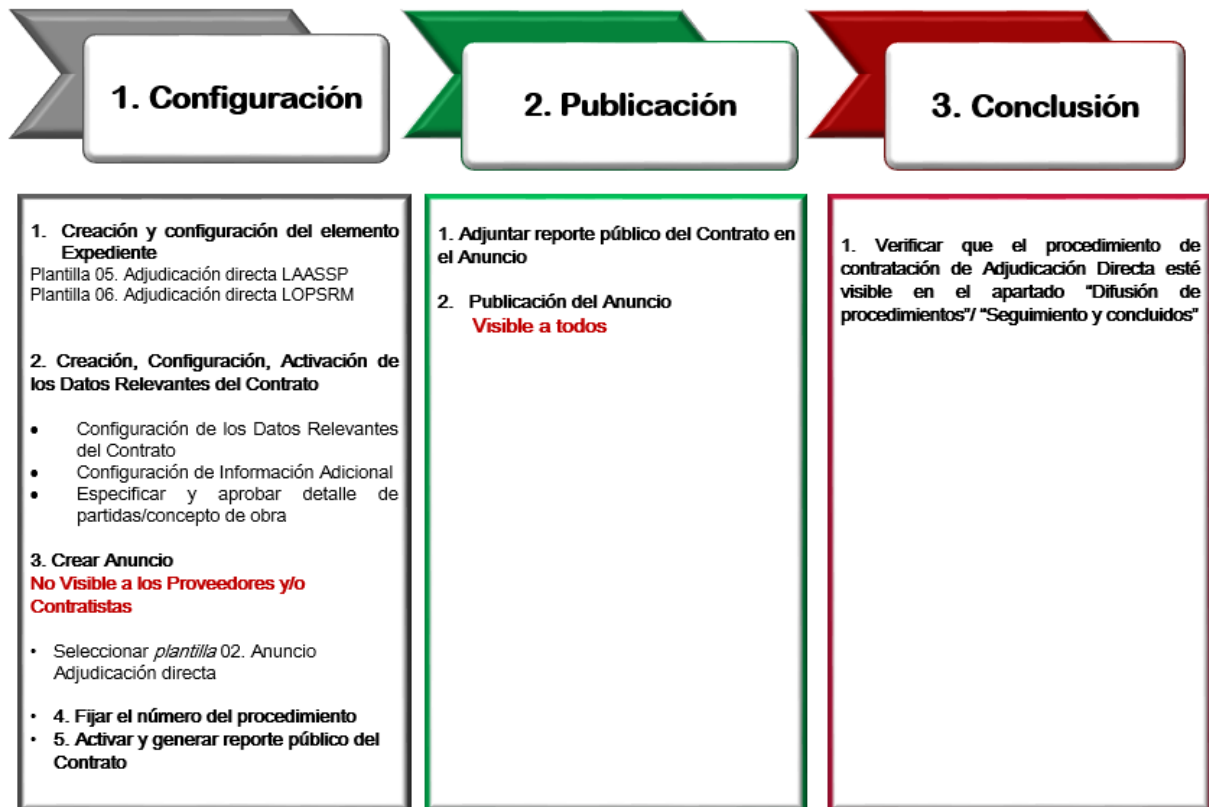 1. Configuración
2. Publicación
3. Conclusión
1. Creación y configuración del elemento
Expediente
Plantilla 05. Adjudicación directa LAASSP
Plantilla 06. Adjudicación directa LOPSRM
2. Creación, Configuración, Activación de
los Datos Relevantes del Contrato
• Configuración de los Datos Relevantes
del Contrato
• Configuración de Información Adicional
• Especificar y aprobar detalle de
partidas/concepto de obra
3. Crear Anuncio
No Visible a los Proveedores y/o
Contratistas
• Seleccionar plantilla 02. Anuncio
Adjudicación directa
• 4. Fijar el número del procedimiento
• 5. Activar y generar reporte público del
Contrato
1. Adjuntar reporte público del Contrato en
el Anuncio
2. Publicación del Anuncio
Visible a todos
1. Verificar que el procedimiento de
contratación de Adjudicación Directa esté
visible en el apartado "Difusión de
procedimientos"/ "Seguimiento y concluidos"